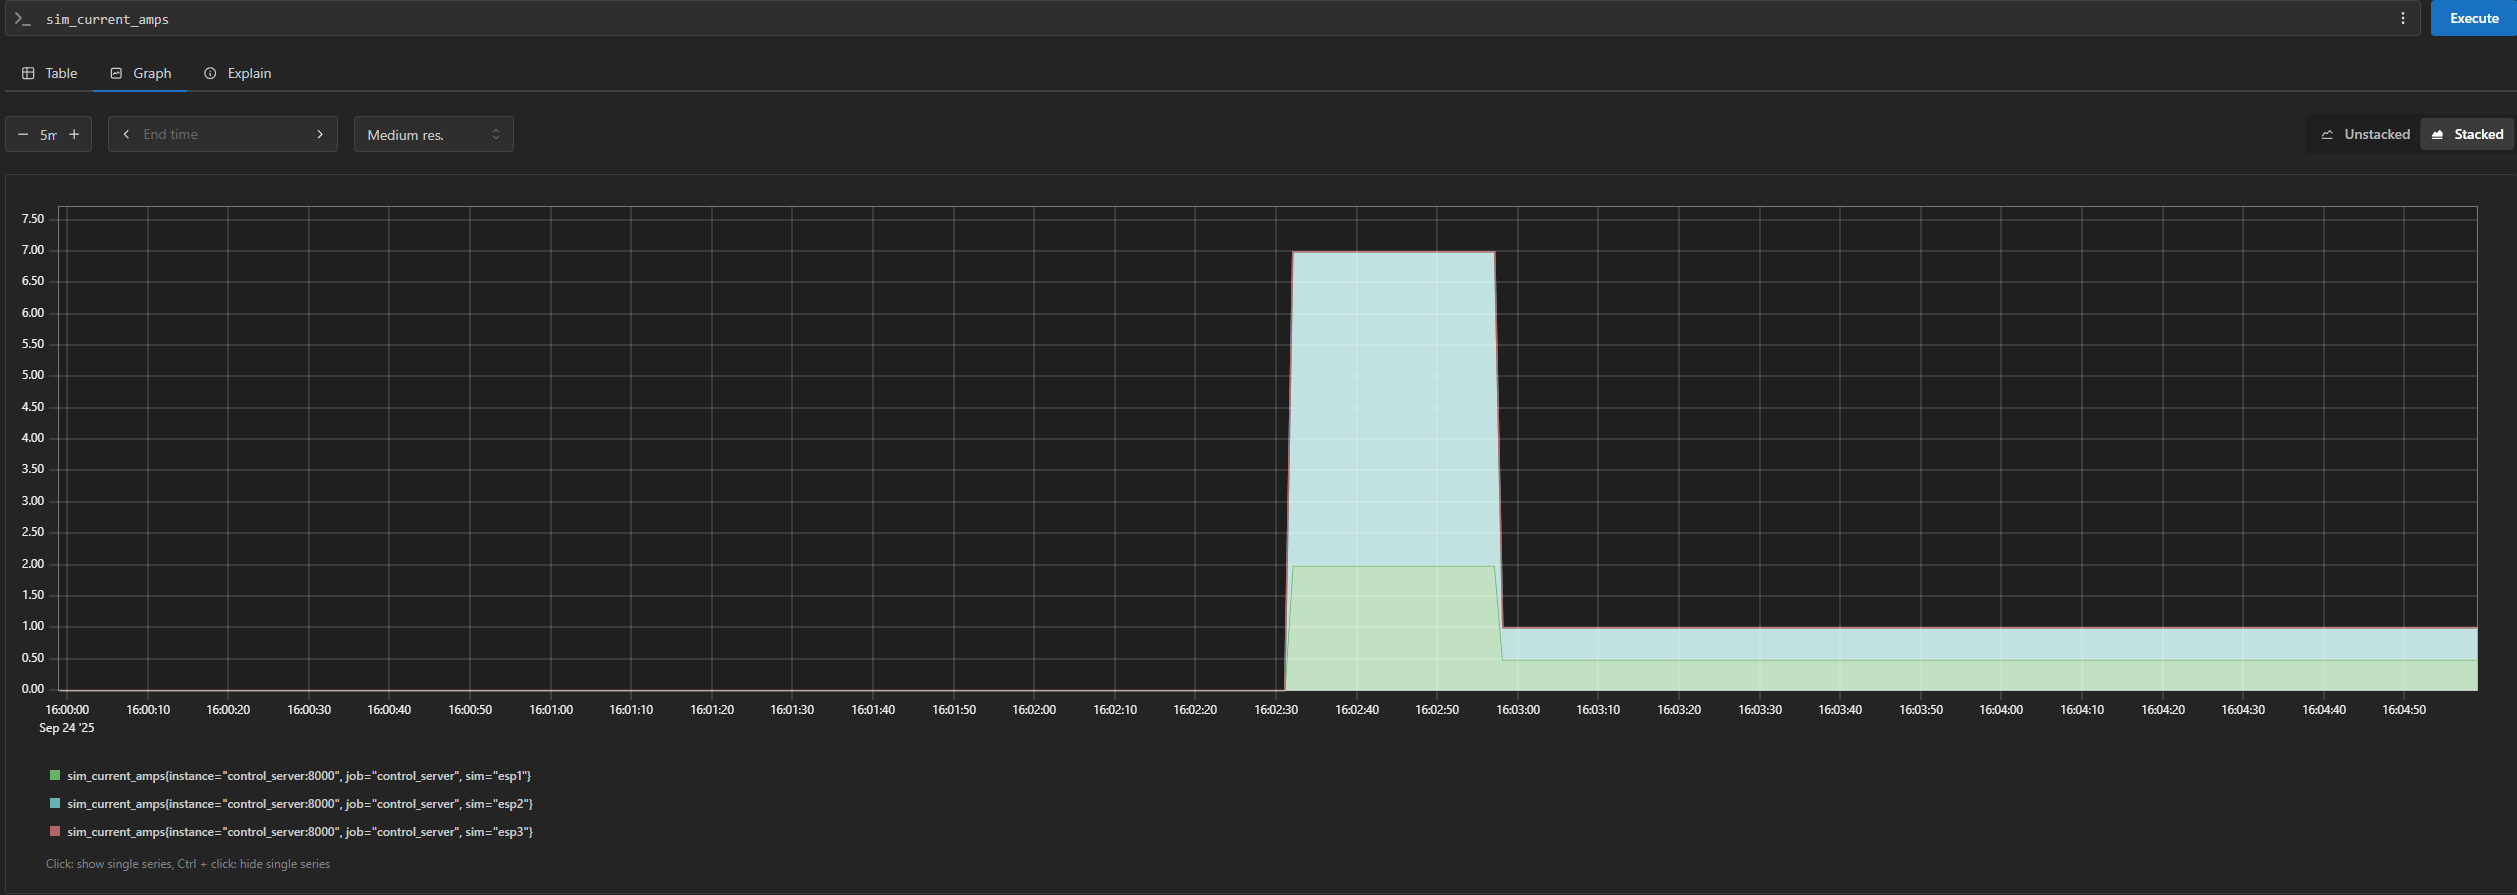 sim_current_amps
Execute
Table Graph Explain
5m End time Medium res. Unstacked Stacked
7.50
7.00
6.50
6.00
5.50
5.00
4.50
4.00
3.50
3.00
2.50
2.00
1.50
1.00
0.50
0.00
16:00:00 16:00:10 16:00:20 16:00:30 16:00:40 16:00:50 16:01:00 16:01:10 16:01:20 16:01:30 16:01:40 16:01:50 16:02:00 16:02:10 16:02:20 16:02:30 16:02:40 16:02:50 16:03:00 16:03:10 16:03:20 16:03:30 16:03:40 16:03:50 16:04:00 16:04:10 16:04:20 16:04:30 16:04:40 16:04:50
Sep 24 '25
sim_current_amps{instance="control_server:8000", job="control_server", sim="esp1"}
sim_current_amps{instance="control_server:8000", job="control_server", sim="esp2"}
sim_current_amps{instance="control_server:8000", job="control_server", sim="esp3"}
Click: show single series, Ctrl + click: hide single series